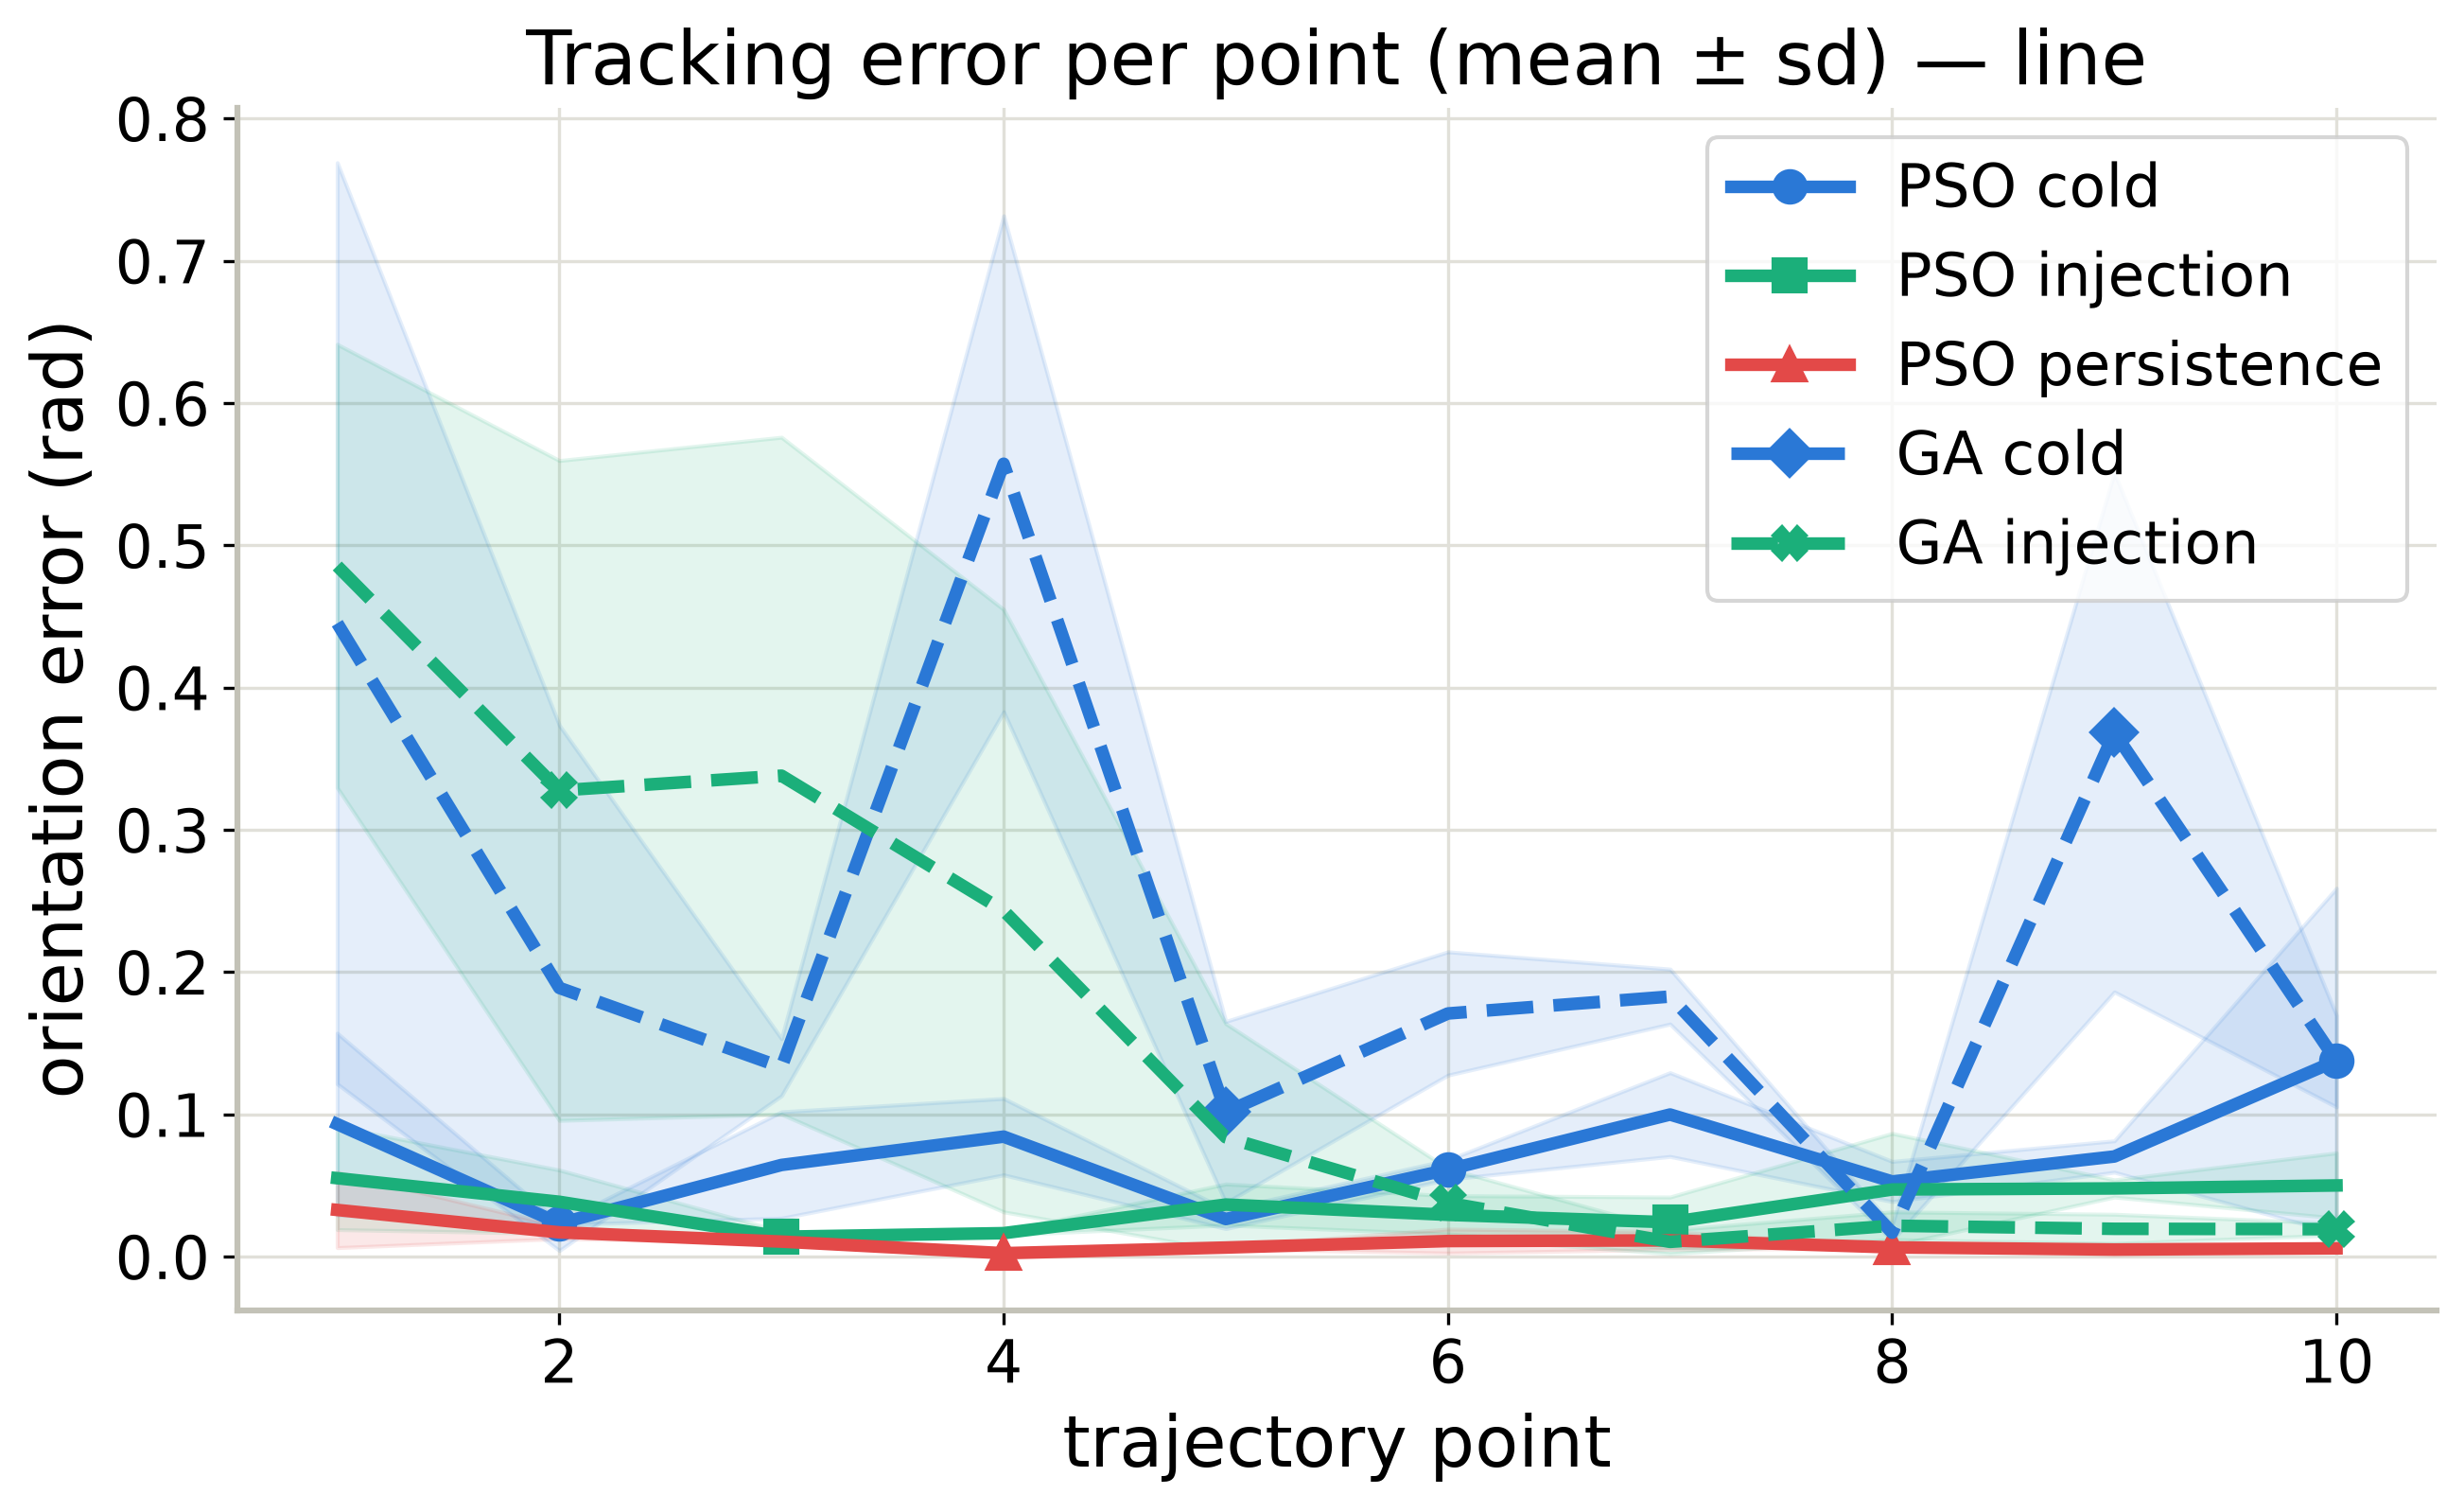 Tracking error per point (mean ± sd) — line
orientation error (rad)
0.8
0.7
0.6
0.5
0.4
0.3
0.2
0.1
0.0
PSO cold
PSO injection
PSO persistence
GA cold
GA injection
2
4
6
8
10
trajectory point